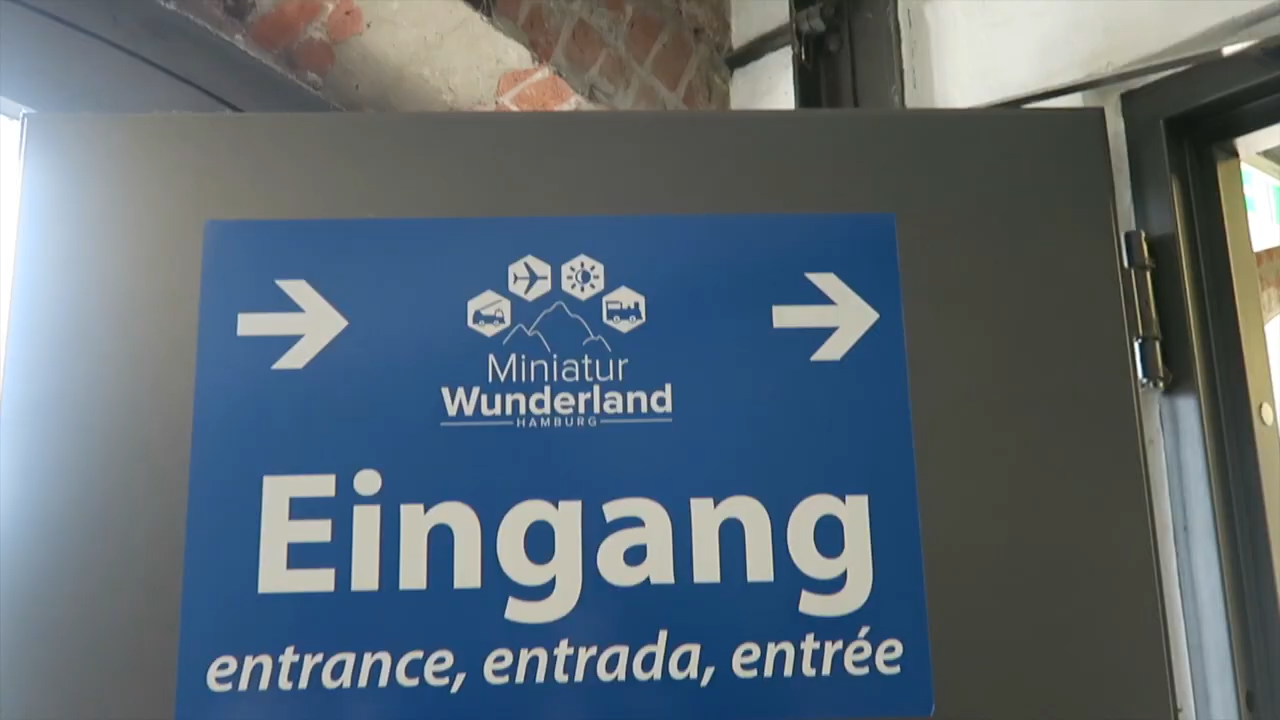 Miniatur
Wunderland
HAMBURG
Eingang
entrance, entrada, entrée